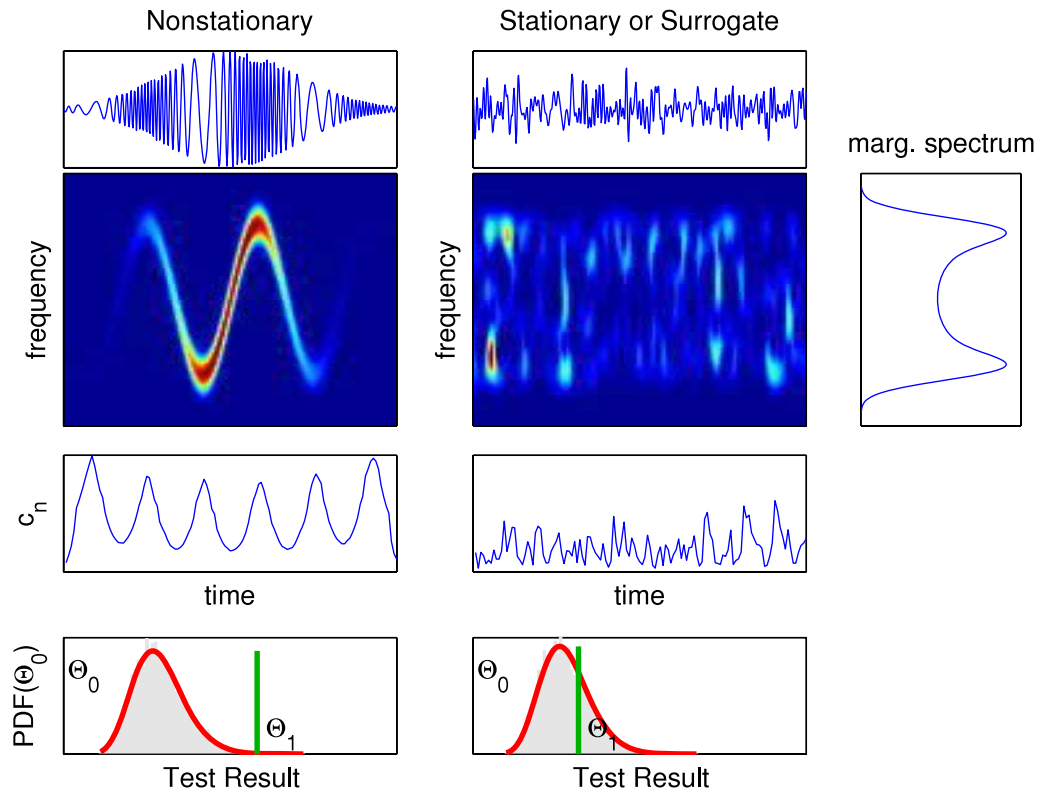 Nonstationary
Stationary or Surrogate
marg. spectrum
frequency
frequency
c_n
time
time
PDF(Θ_0)
Θ_0
Θ_1
Θ_0
Θ_1
Test Result
Test Result